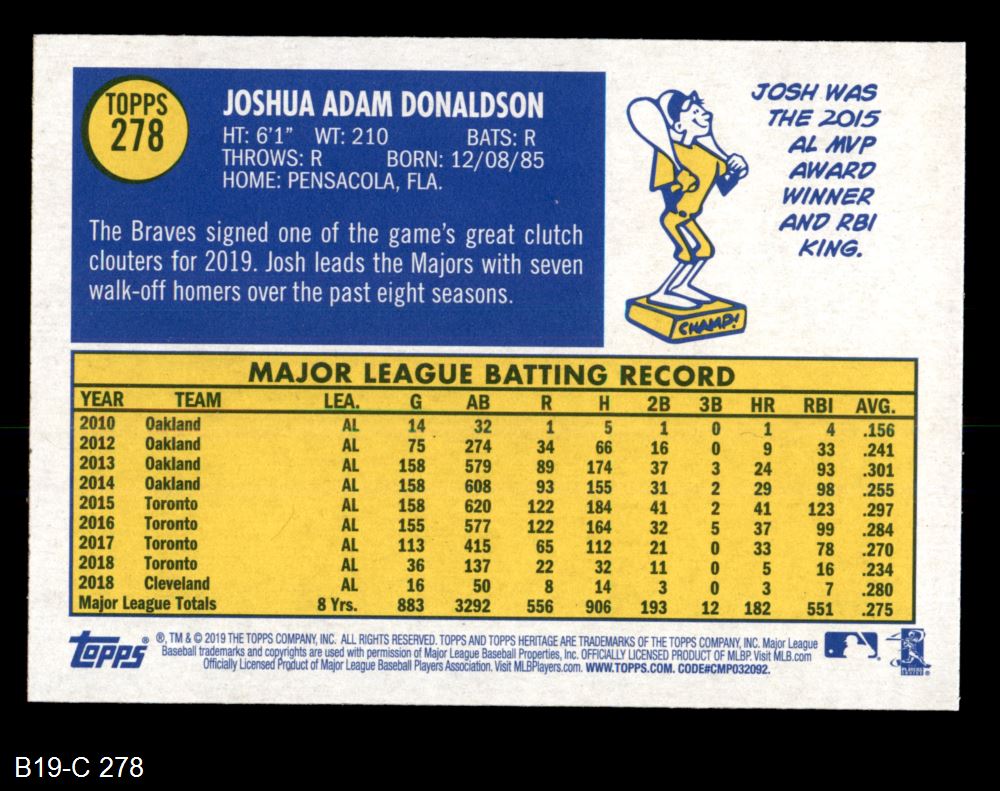 TOPPS
278
JOSHUA ADAM DONALDSON
HT: 6'1" WT: 210 BATS: R
THROWS: R BORN: 12/08/85
HOME: PENSACOLA, FLA.
The Braves signed one of the game's great clutch
clouters for 2019. Josh leads the Majors with seven
walk-off homers over the past eight seasons.
JOSH WAS
THE 2015
AL MVP
AWARD
WINNER
AND RBI
KING.
CHAMP!
MAJOR LEAGUE BATTING RECORD
YEAR TEAM LEA. G AB R H 2B 3B HR RBI AVG.
2010 Oakland AL 14 32 1 5 1 0 1 4 .156
2012 Oakland AL 75 274 34 66 16 0 9 33 .241
2013 Oakland AL 158 579 89 174 37 3 24 93 .301
2014 Oakland AL 158 608 93 155 31 2 29 98 .255
2015 Toronto AL 158 620 122 184 41 2 41 123 .297
2016 Toronto AL 155 577 122 164 32 5 37 99 .284
2017 Toronto AL 113 415 65 112 21 0 33 78 .270
2018 Toronto AL 36 137 22 32 11 0 5 16 .234
2018 Cleveland AL 16 50 8 14 3 0 3 7 .280
Major League Totals 8 Yrs. 883 3292 556 906 193 12 182 551 .275
Topps ® ®, TM & © 2019 THE TOPPS COMPANY, INC. ALL RIGHTS RESERVED. TOPPS AND TOPPS HERITAGE ARE TRADEMARKS OF THE TOPPS COMPANY, INC. Major League
Baseball trademarks and copyrights are used with permission of Major League Baseball Properties, Inc. OFFICIALLY LICENSED PRODUCT OF MLBP. Visit MLB.com
Officially Licensed Product of Major League Baseball Players Association. Visit MLBPlayers.com. WWW.TOPPS.COM. CODE#CMP032092.
B19-C 278